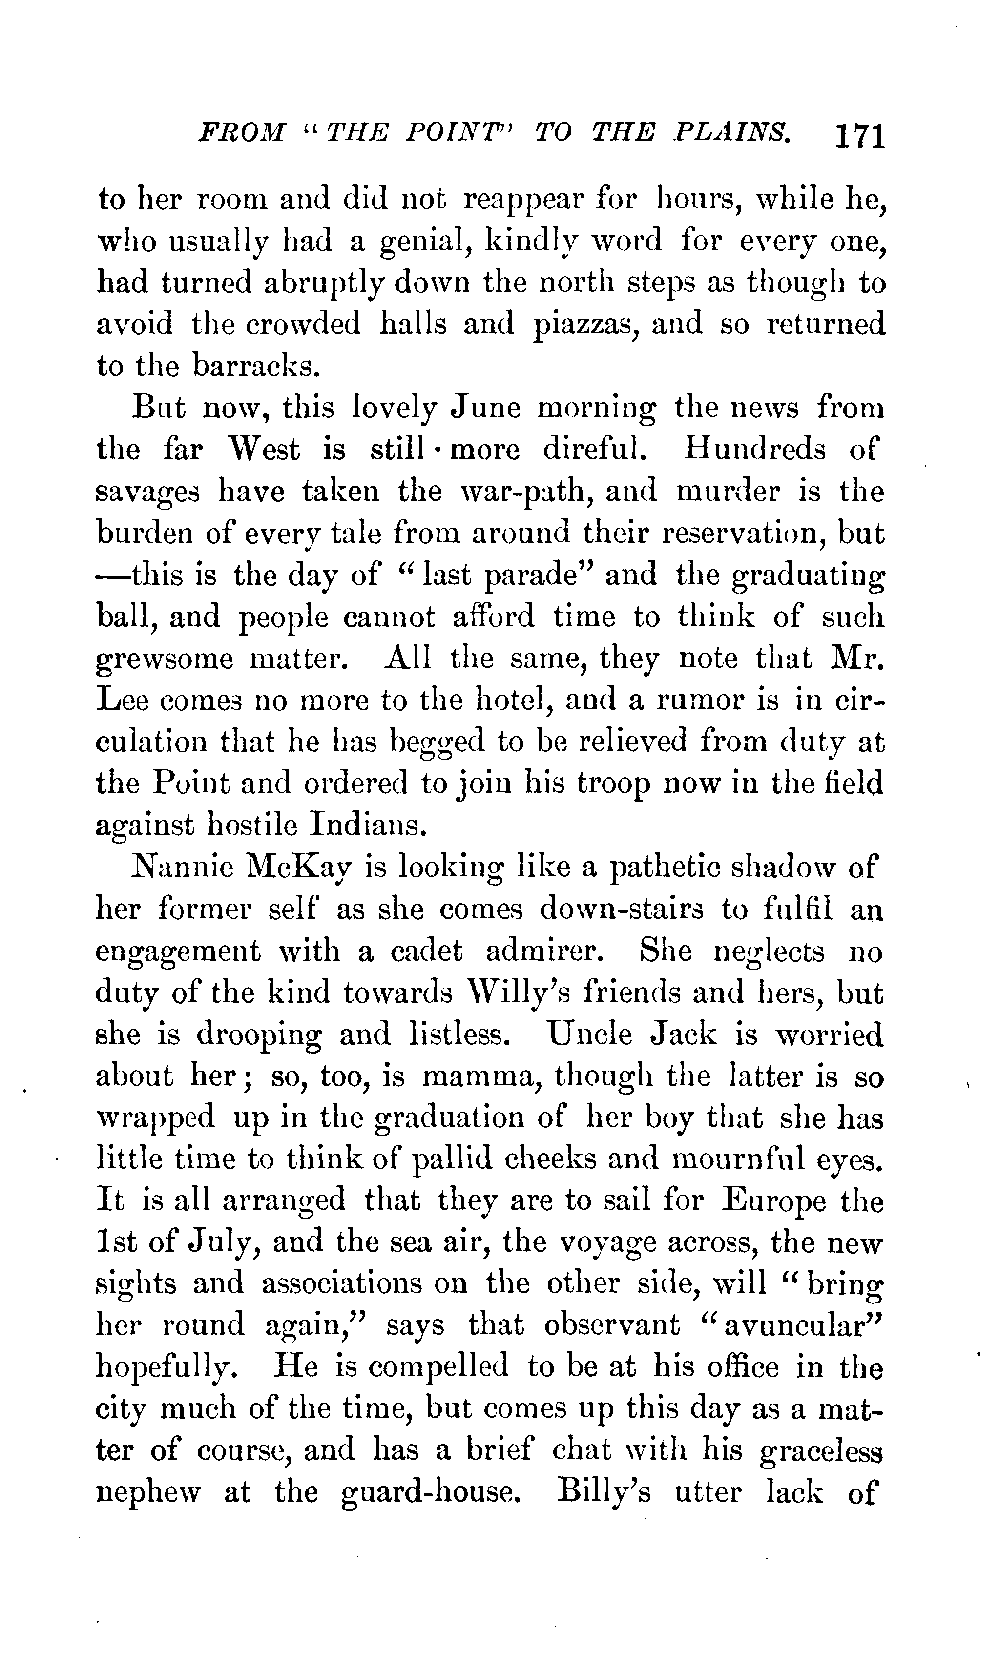 FROM "THE POINT" TO THE PLAINS. 171
to her room and did not reappear for hours, while he,
who usually had a genial, kindly word for every one,
had turned abruptly down the north steps as though to
avoid the crowded halls and piazzas, and so returned
to the barracks.
But now, this lovely June morning the news from
the far West is still more direful. Hundreds of
savages have taken the war-path, and murder is the
burden of every tale from around their reservation, but
—this is the day of "last parade" and the graduating
ball, and people cannot afford time to think of such
grewsome matter. All the same, they note that Mr.
Lee comes no more to the hotel, and a rumor is in cir-
culation that he has begged to be relieved from duty at
the Point and ordered to join his troop now in the field
against hostile Indians.
Nannie McKay is looking like a pathetic shadow of
her former self as she comes down-stairs to fulfil an
engagement with a cadet admirer. She neglects no
duty of the kind towards Willy's friends and hers, but
she is drooping and listless. Uncle Jack is worried
about her; so, too, is mamma, though the latter is so
wrapped up in the graduation of her boy that she has
little time to think of pallid cheeks and mournful eyes.
It is all arranged that they are to sail for Europe the
1st of July, and the sea air, the voyage across, the new
sights and associations on the other side, will "bring
her round again," says that observant "avuncular"
hopefully. He is compelled to be at his office in the
city much of the time, but comes up this day as a mat-
ter of course, and has a brief chat with his graceless
nephew at the guard-house. Billy's utter lack of